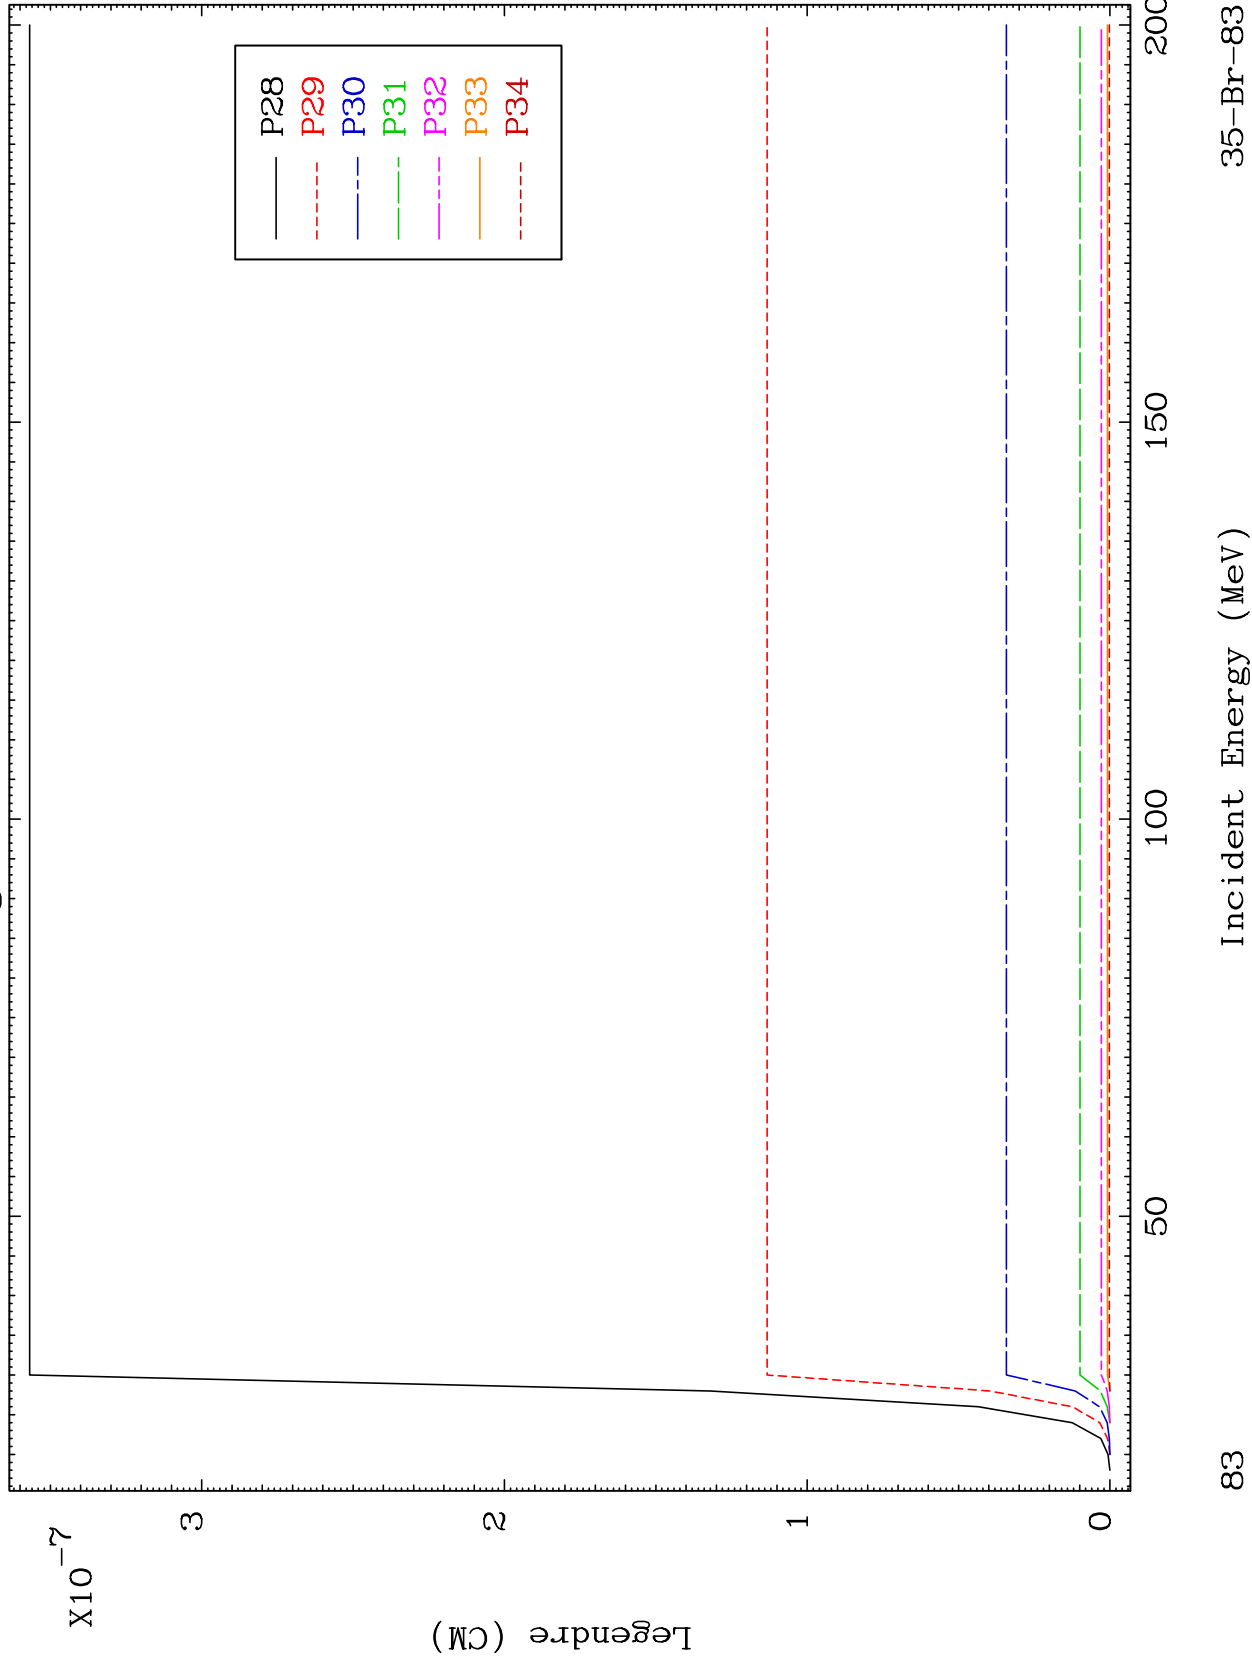 X10-7
Legendre (CM)
3
2
1
0
P28
P29
P30
P31
P32
P33
P34
50
100
150
200
83
Incident Energy (MeV)
35-Br-83